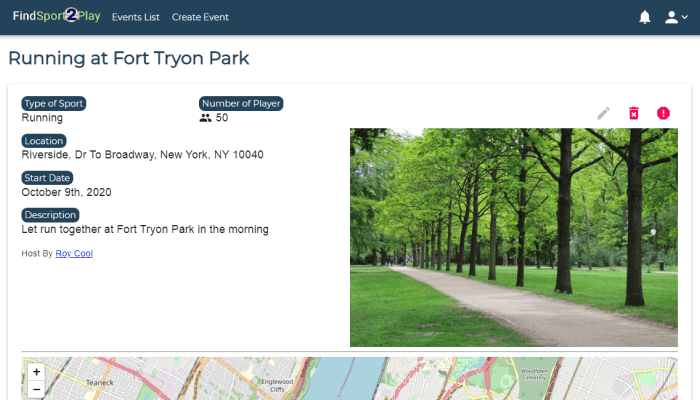 FindSport2Play Events List Create Event
Running at Fort Tryon Park
Type of Sport Number of Player
Running 50
Location
Riverside, Dr To Broadway, New York, NY 10040
Start Date
October 9th, 2020
Description
Let run together at Fort Tryon Park in the morning
Host By Roy Cool
+
−
Teaneck
Englewood
Cliffs
Woodlawn
Cemetery